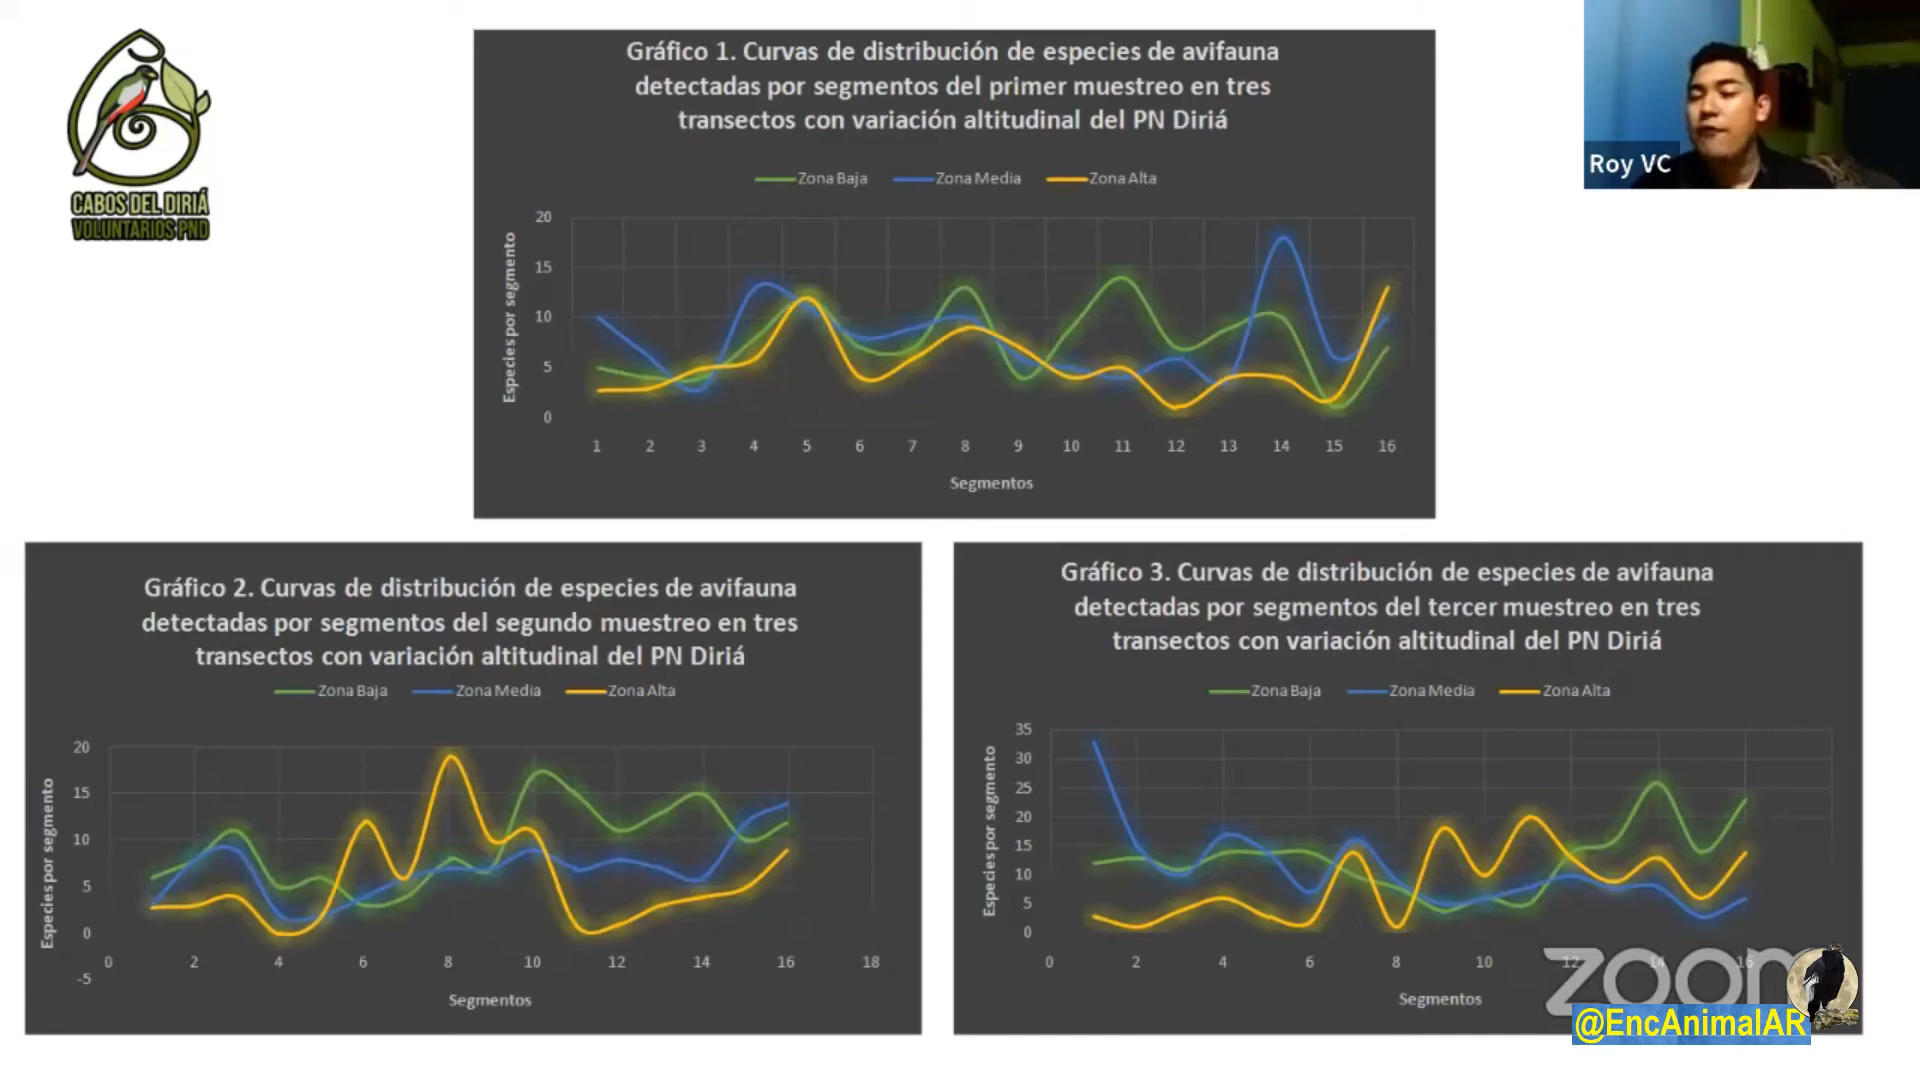 CABOS DEL DIRIÁ
VOLUNTARIOS PND
Gráfico 1. Curvas de distribución de especies de avifauna
detectadas por segmentos del primer muestreo en tres
transectos con variación altitudinal del PN Diriá
Zona Baja Zona Media Zona Alta
Especies por segmento
20
15
10
5
0
1 2 3 4 5 6 7 8 9 10 11 12 13 14 15 16
Segmentos
Roy VC
Gráfico 2. Curvas de distribución de especies de avifauna
detectadas por segmentos del segundo muestreo en tres
transectos con variación altitudinal del PN Diriá
Zona Baja Zona Media Zona Alta
Especies por segmento
20
15
10
5
0
-5
0 2 4 6 8 10 12 14 16 18
Segmentos
Gráfico 3. Curvas de distribución de especies de avifauna
detectadas por segmentos del tercer muestreo en tres
transectos con variación altitudinal del PN Diriá
Zona Baja Zona Media Zona Alta
Especies por segmento
35
30
25
20
15
10
5
0
0 2 4 6 8 10 12 14 16
Segmentos
zoom
@EncAnimalAR